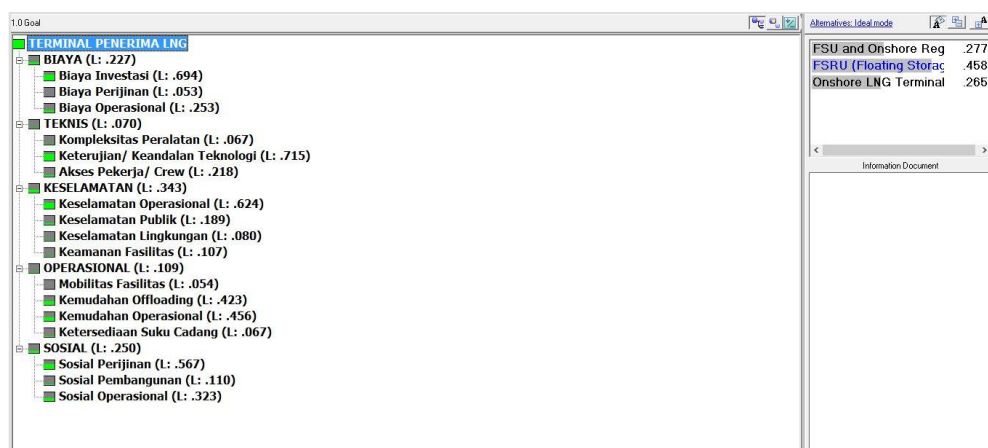 1.0 Goal
TERMINAL PENERIMA LNG
BIAYA (L: .227)
Biaya Investasi (L: .694)
Biaya Perijinan (L: .053)
Biaya Operasional (L: .253)
TEKNIS (L: .070)
Kompleksitas Peralatan (L: .067)
Keterujian/ Keandalan Teknologi (L: .715)
Akses Pekerja/ Crew (L: .218)
KESELAMATAN (L: .343)
Keselamatan Operasional (L: .624)
Keselamatan Publik (L: .189)
Keselamatan Lingkungan (L: .080)
Keamanan Fasilitas (L: .107)
OPERASIONAL (L: .109)
Mobilitas Fasilitas (L: .054)
Kemudahan Offloading (L: .423)
Kemudahan Operasional (L: .456)
Ketersediaan Suku Cadang (L: .067)
SOSIAL (L: .250)
Sosial Perijinan (L: .567)
Sosial Pembangunan (L: .110)
Sosial Operasional (L: .323)
Alternatives: Ideal mode
FSU and Onshore Reg .277
FSRU (Floating Storag .458
Onshore LNG Terminal .265
Information Document